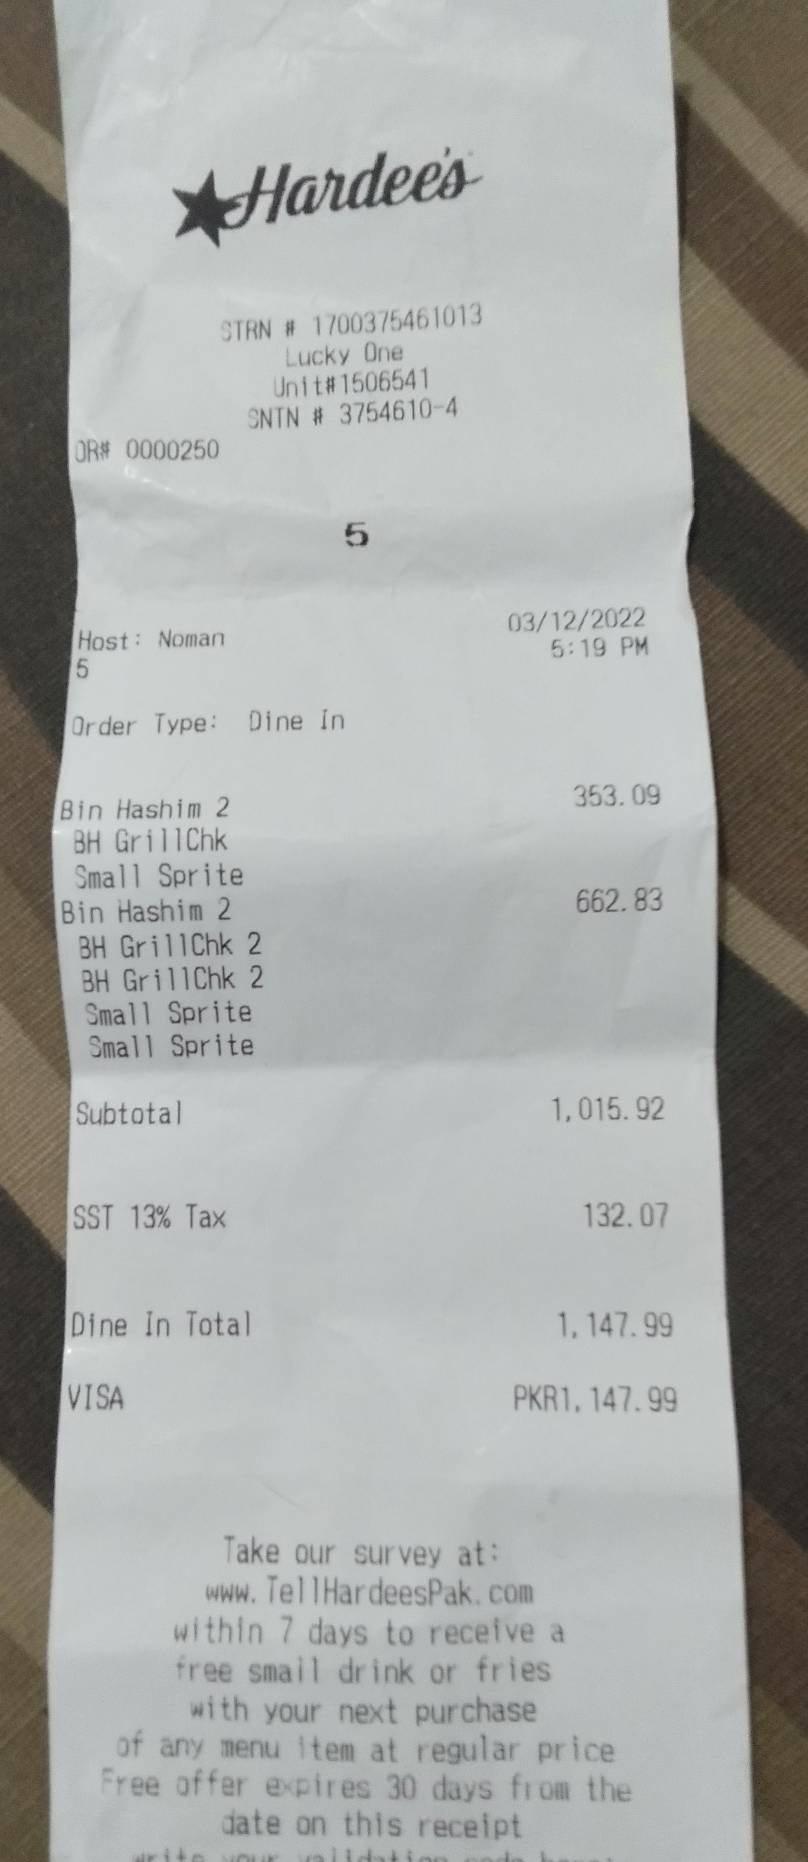 Hardee's
STRN # 1700375461013
Lucky One
Unit#1506541
SNTN # 3754610-4
OR# 0000250
5
Host: Noman 03/12/2022
5 5:19 PM
Order Type: Dine In
Bin Hashim 2 353.09
BH GrillChk
Small Sprite
Bin Hashim 2 662.83
BH GrillChk 2
BH GrillChk 2
Small Sprite
Small Sprite
Subtotal 1,015.92
SST 13% Tax 132.07
Dine In Total 1,147.99
VISA PKR1,147.99
Take our survey at:
www.TellHardeesPak.com
within 7 days to receive a
free small drink or fries
with your next purchase
of any menu item at regular price
Free offer expires 30 days from the
date on this receipt
write your validation code here: